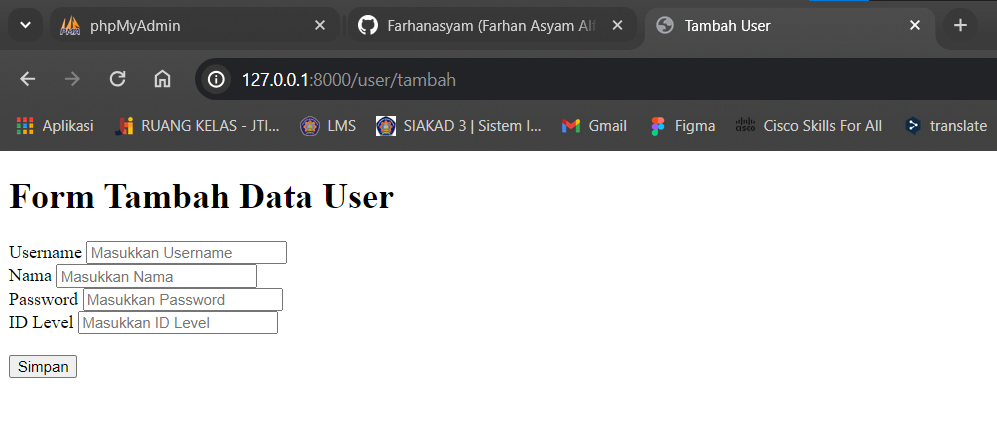 phpMyAdmin
Farhanasyam (Farhan Asyam Alf
Tambah User
127.0.0.1:8000/user/tambah
Aplikasi
RUANG KELAS - JTI...
LMS
SIAKAD 3 | Sistem I...
Gmail
Figma
Cisco Skills For All
translate
Form Tambah Data User
Username Masukkan Username
Nama Masukkan Nama
Password Masukkan Password
ID Level Masukkan ID Level
Simpan